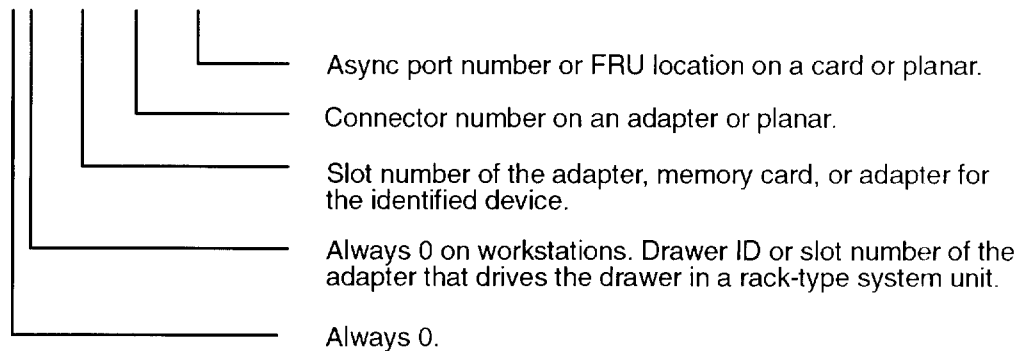 Async port number or FRU location on a card or planar.
Connector number on an adapter or planar.
Slot number of the adapter, memory card, or adapter for
the identified device.
Always 0 on workstations. Drawer ID or slot number of the
adapter that drives the drawer in a rack-type system unit.
Always 0.